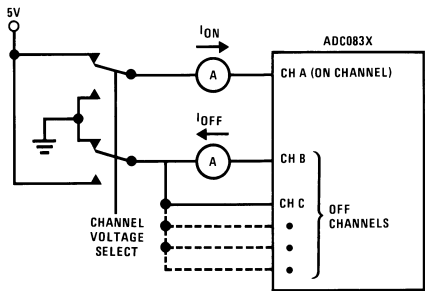 5V
ION
ADC083X
A
CH A (ON CHANNEL)
IOFF
A
CH B
CH C
OFF
CHANNELS
CHANNEL
VOLTAGE
SELECT